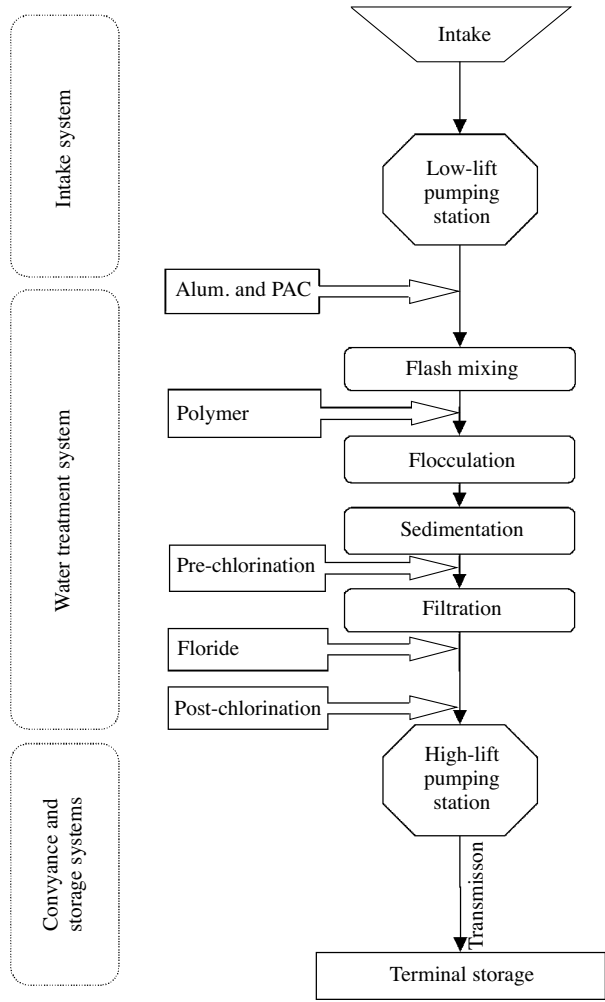 Intake
Intake system
Low-lift
pumping
station
Alum. and PAC
Water treatment system
Flash mixing
Polymer
Flocculation
Sedimentation
Pre-chlorination
Filtration
Floride
Post-chlorination
Convyance and
storage systems
High-lift
pumping
station
Transmisson
Terminal storage